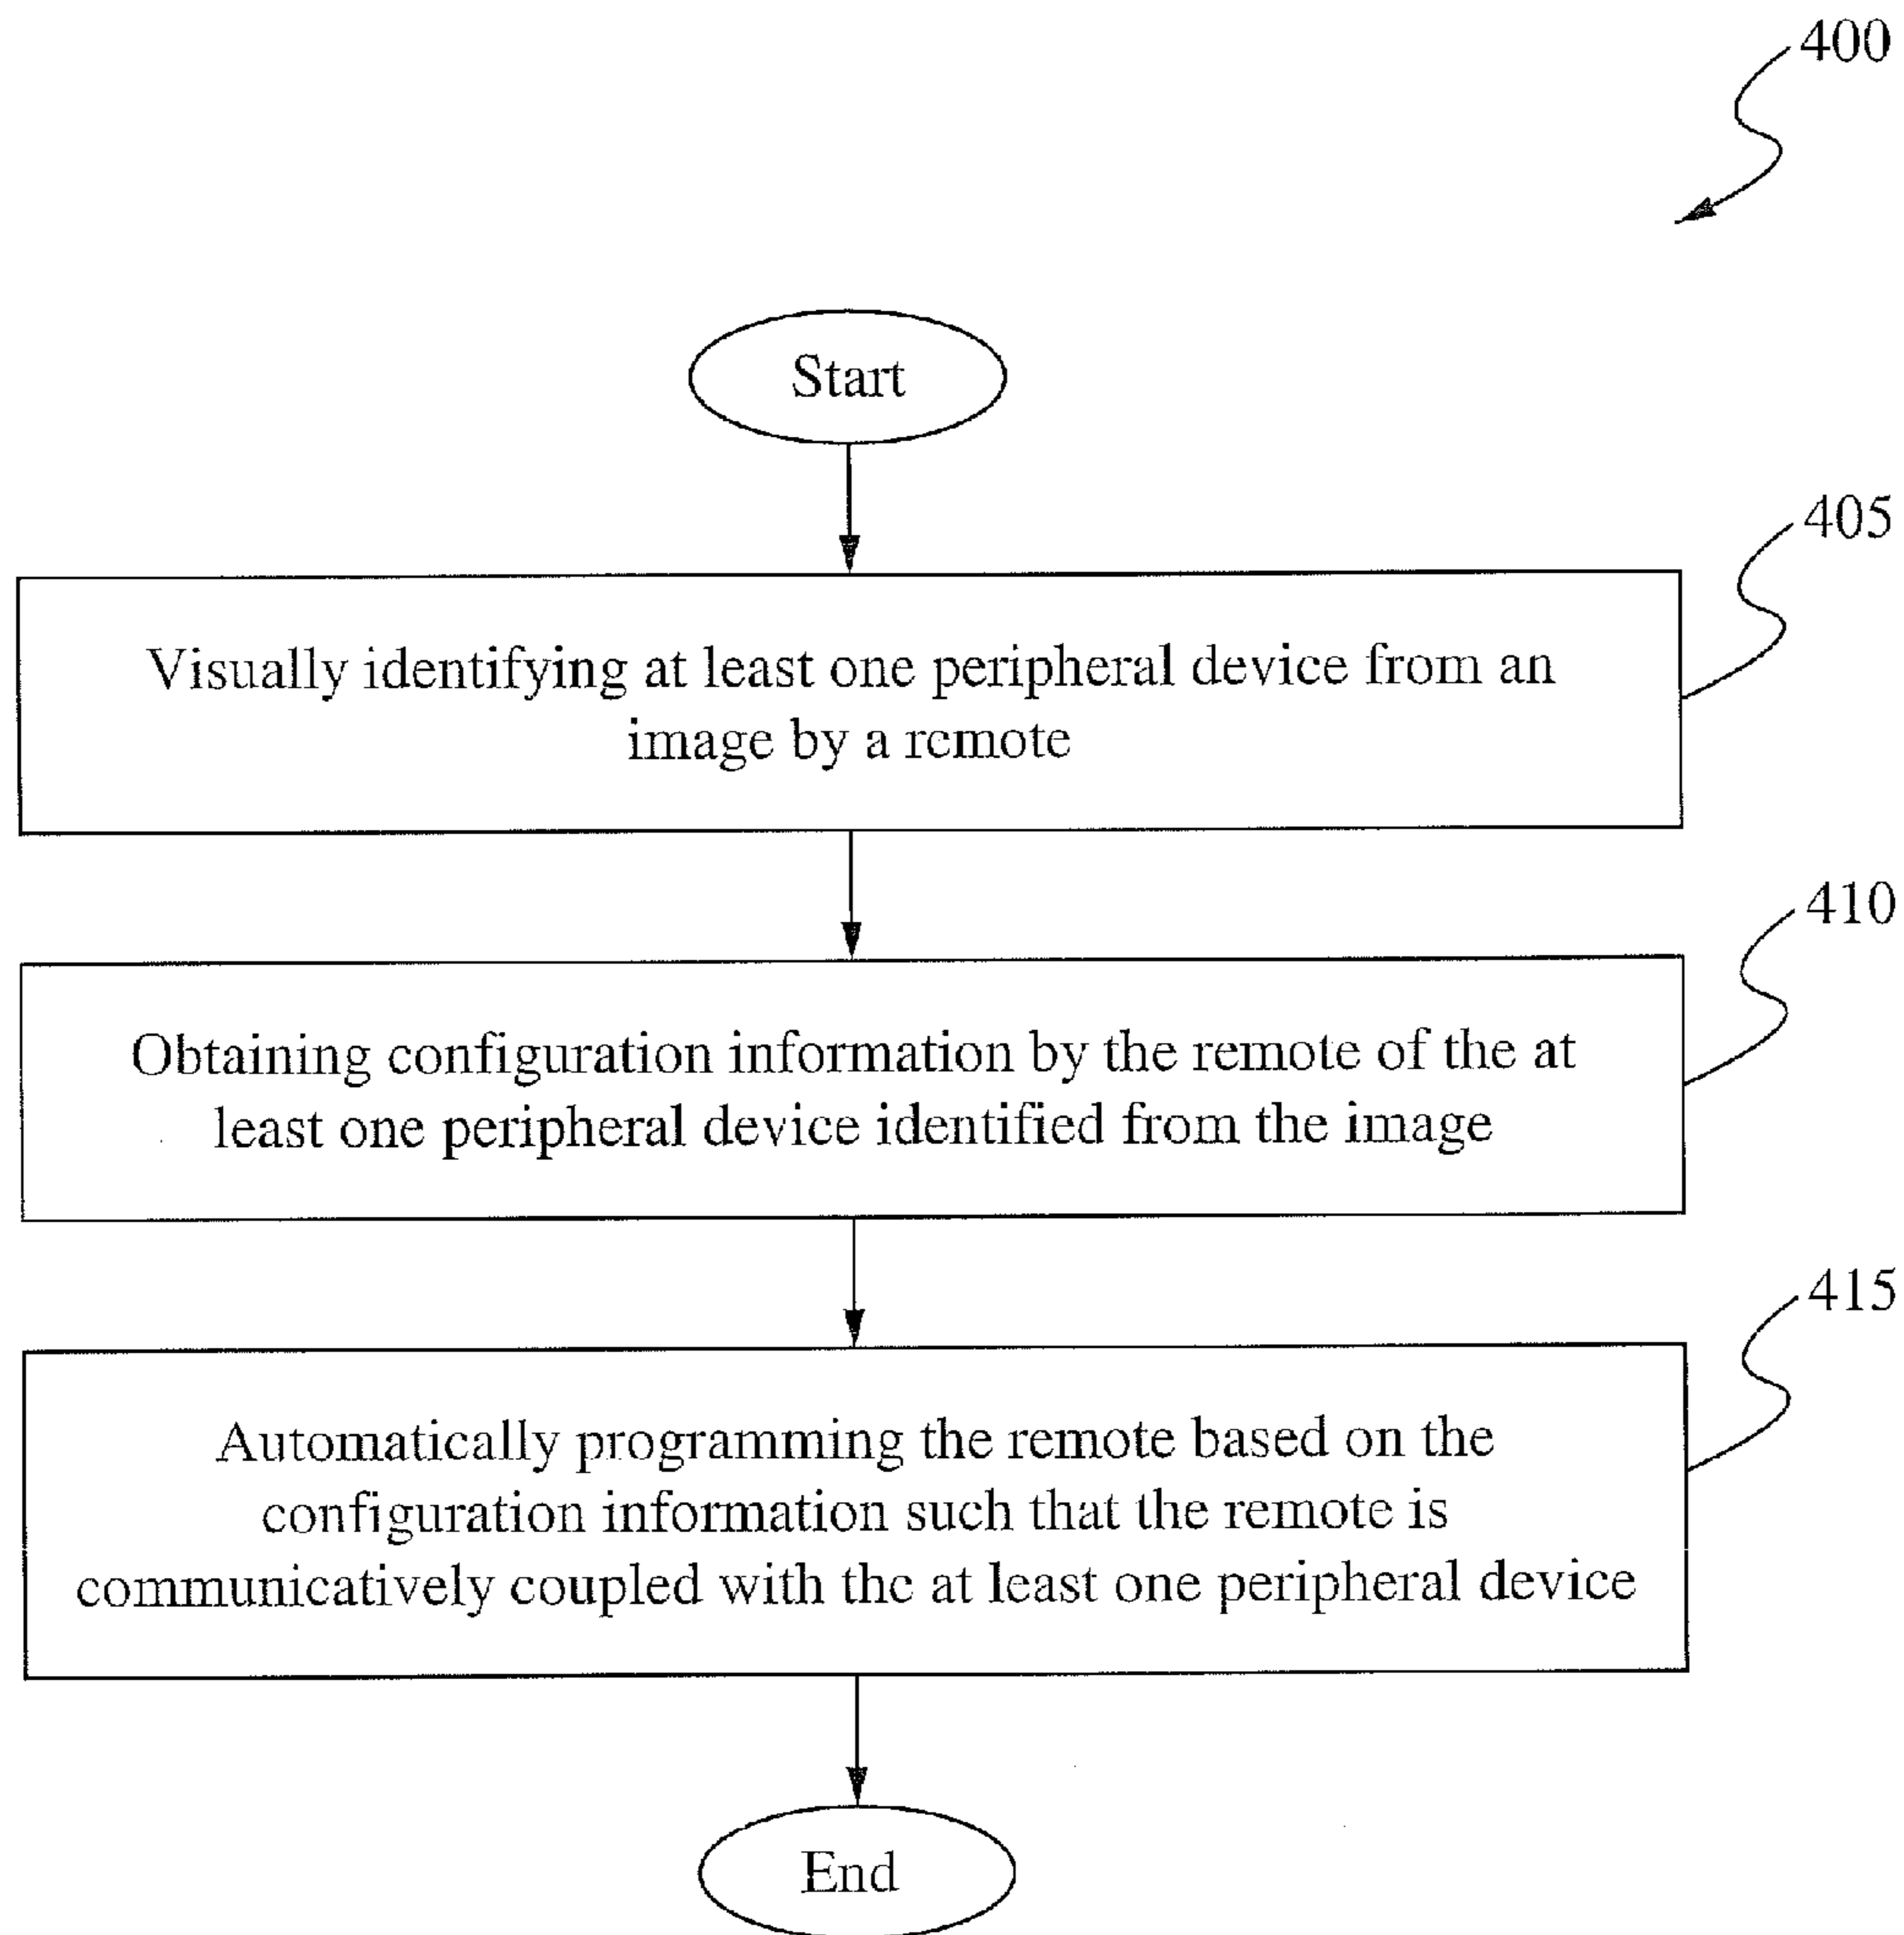 400
Start
405
Visually identifying at least one peripheral device from an
image by a remote
410
Obtaining configuration information by the remote of the at
least one peripheral device identified from the image
415
Automatically programming the remote based on the
configuration information such that the remote is
communicatively coupled with the at least one peripheral device
End